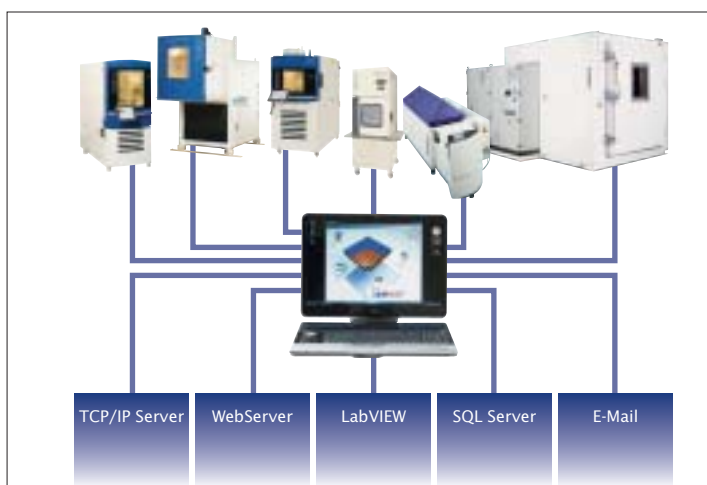 TCP/IP Server
WebServer
LabVIEW
SQL Server
E-Mail